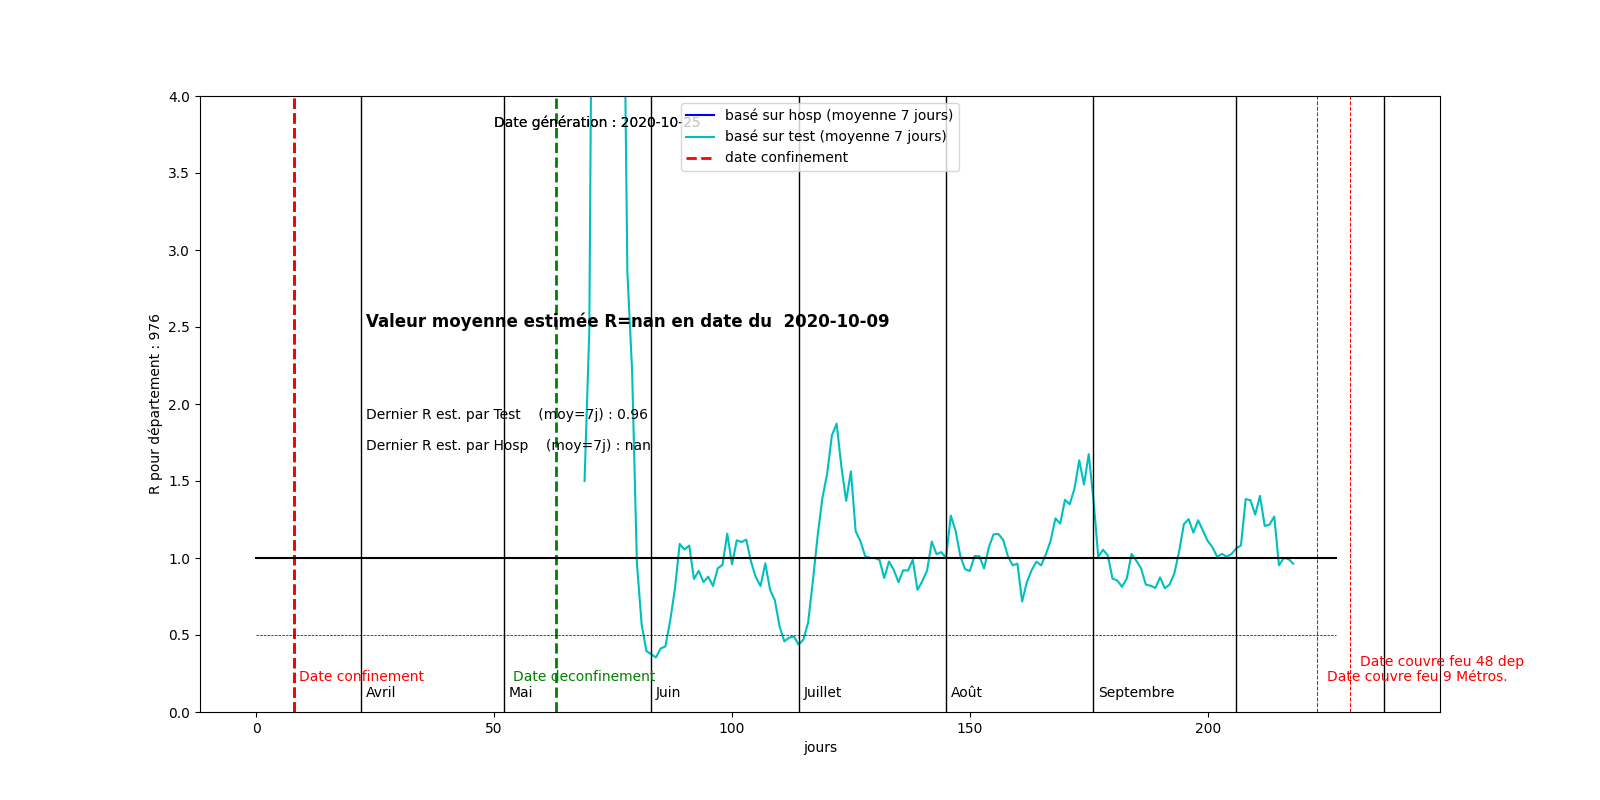 4.0
3.5
3.0
2.5
2.0
1.5
1.0
0.5
0.0
R pour département : 976
Date génération : 2020-10-25
basé sur hosp (moyenne 7 jours)
basé sur test (moyenne 7 jours)
date confinement
Valeur moyenne estimée R=nan en date du  2020-10-09
Dernier R est. par Test    (moy=7j) : 0.96
Dernier R est. par Hosp    (moy=7j) : nan
Date couvre feu 48 dep
Date confinement
Date deconfinement
Date couvre feu 9 Métros.
Avril
Mai
Juin
Juillet
Août
Septembre
0
50
100
150
200
jours